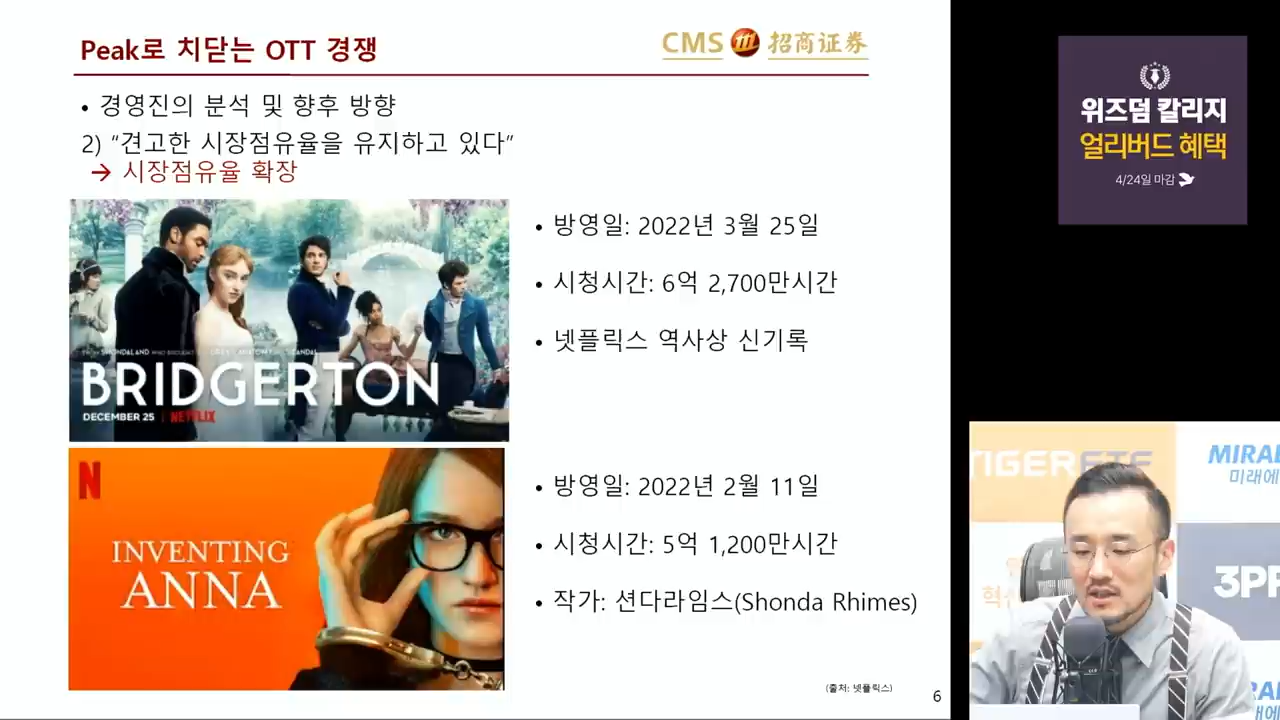 Peak로 치닫는 OTT 경쟁
CMS 招商证券
• 경영진의 분석 및 향후 방향
2) “견고한 시장점유율을 유지하고 있다”
→ 시장점유율 확장
BRIDGERTON
DECEMBER 25 | NETFLIX
• 방영일: 2022년 3월 25일
• 시청시간: 6억 2,700만시간
• 넷플릭스 역사상 신기록
N
INVENTING
ANNA
• 방영일: 2022년 2월 11일
• 시청시간: 5억 1,200만시간
• 작가: 션다라임스(Shonda Rhimes)
(출처: 넷플릭스)
6
위즈덤 칼리지
얼리버드 혜택
4/24일 마감
TIGER ETF
MIRAE
미래에
3PR